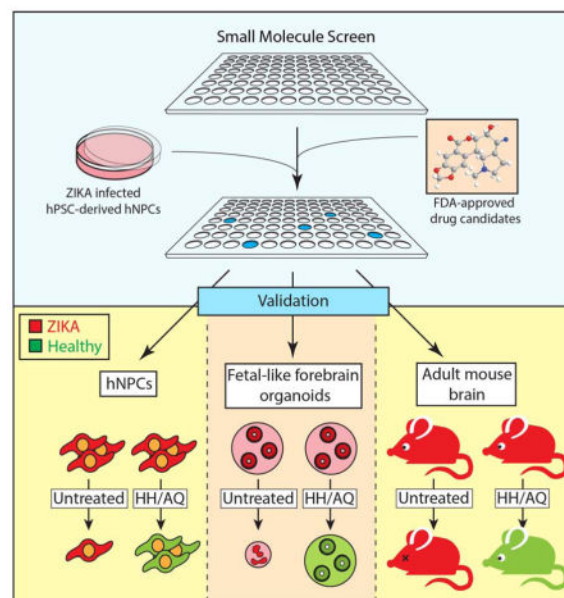 Small Molecule Screen
ZIKA infected
hPSC-derived hNPCs
FDA-approved
drug candidates
Validation
ZIKA
Healthy
hNPCs
Fetal-like forebrain
organoids
Adult mouse
brain
Untreated
HH/AQ
Untreated
HH/AQ
Untreated
HH/AQ